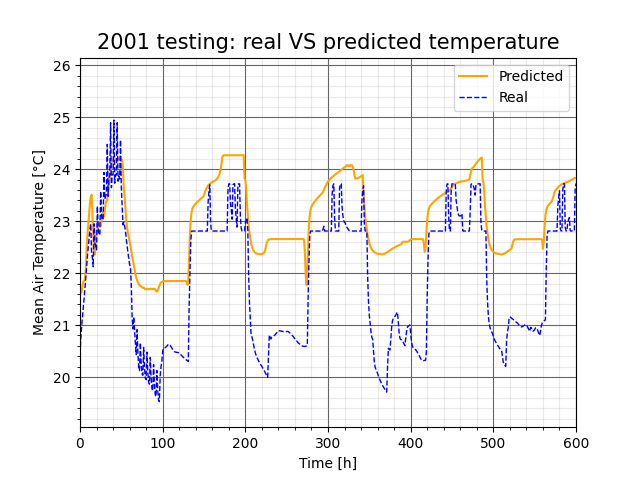 2001 testing: real VS predicted temperature
Predicted
Real
Mean Air Temperature [°C]
26
25
24
23
22
21
20
0 100 200 300 400 500 600
Time [h]